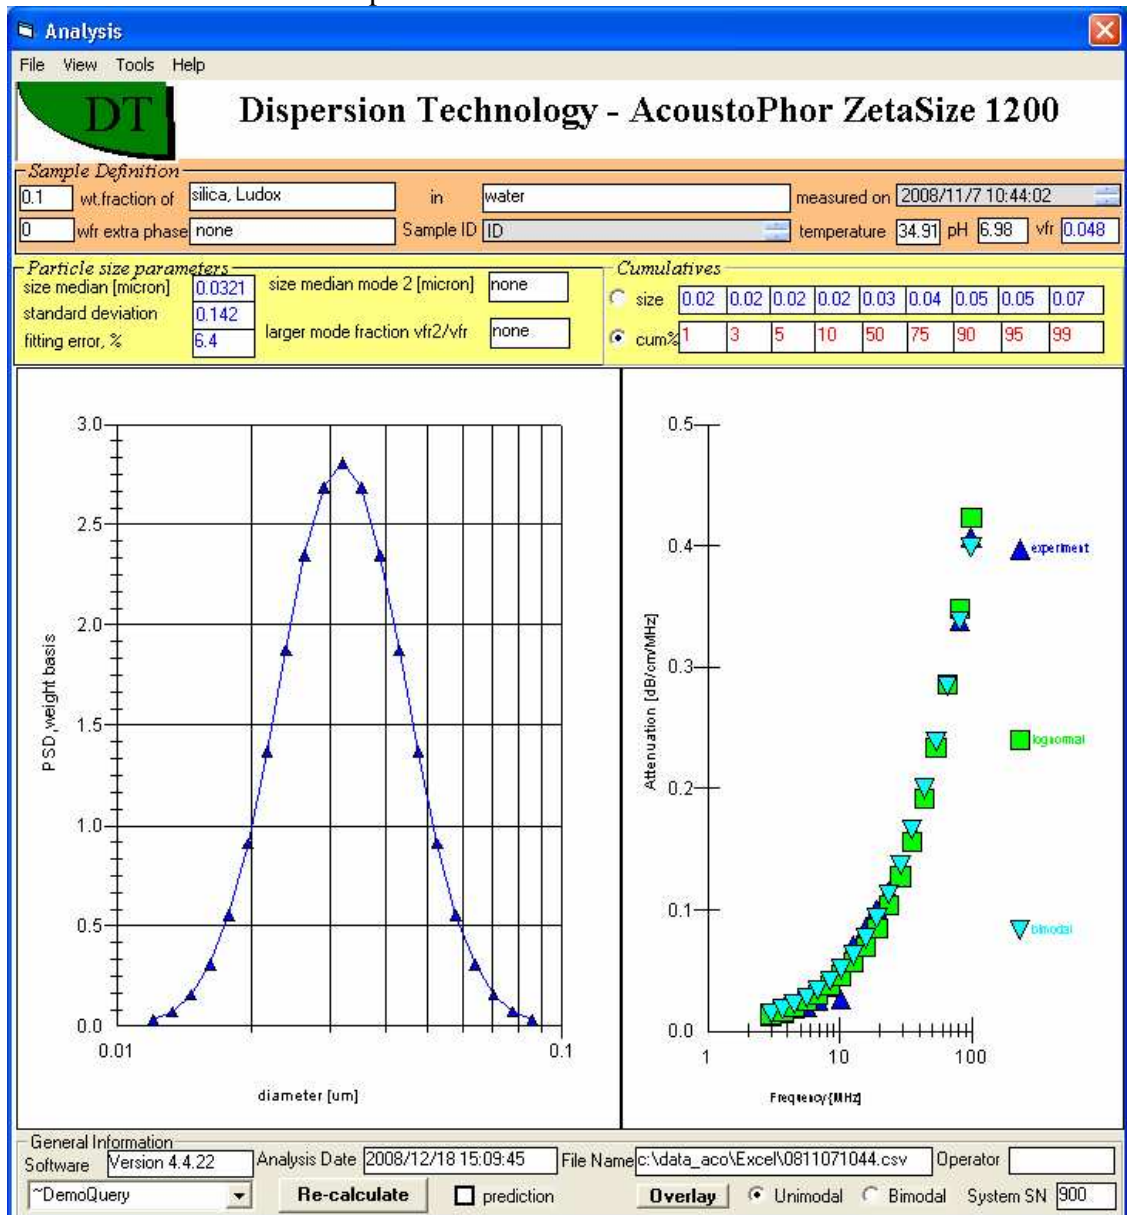 Analysis
File View Tools Help
DT
Dispersion Technology - AcoustoPhor ZetaSize 1200
Sample Definition
0.1 wt.fraction of silica, Ludox in water measured on 2008/11/7 10:44:02
0 wfr extra phase none Sample ID ID temperature 34.91 pH 6.98 vfr 0.048
Particle size parameters
size median [micron] 0.0321 size median mode 2 [micron] none
standard deviation 0.142
larger mode fraction vfr2/vfr none
fitting error, % 6.4
Cumulatives
size 0.02 0.02 0.02 0.02 0.03 0.04 0.05 0.05 0.07
cum% 1 3 5 10 50 75 90 95 99
3.0
2.5
2.0
1.5
1.0
0.5
0.0
0.01 0.1
PSD,weight basis
diameter [um]
0.5
0.4
0.3
0.2
0.1
0.0
1 10 100
Attenuation [dB/cm/MHz]
Frequency[MHz]
experiment
lognormal
bimodal
General Information
Software Version 4.4.22 Analysis Date 2008/12/18 15:09:45 File Name c:\data_aco\Excel\0811071044.csv Operator
~DemoQuery Re-calculate prediction Overlay Unimodal Bimodal System SN 900